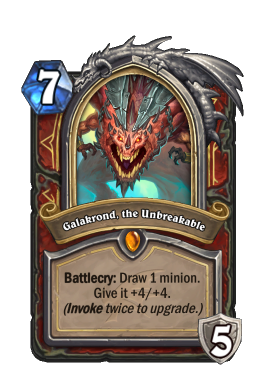 7
Galakrond, the Unbreakable
Battlecry: Draw 1 minion.
Give it +4/+4.
(Invoke twice to upgrade.)
5